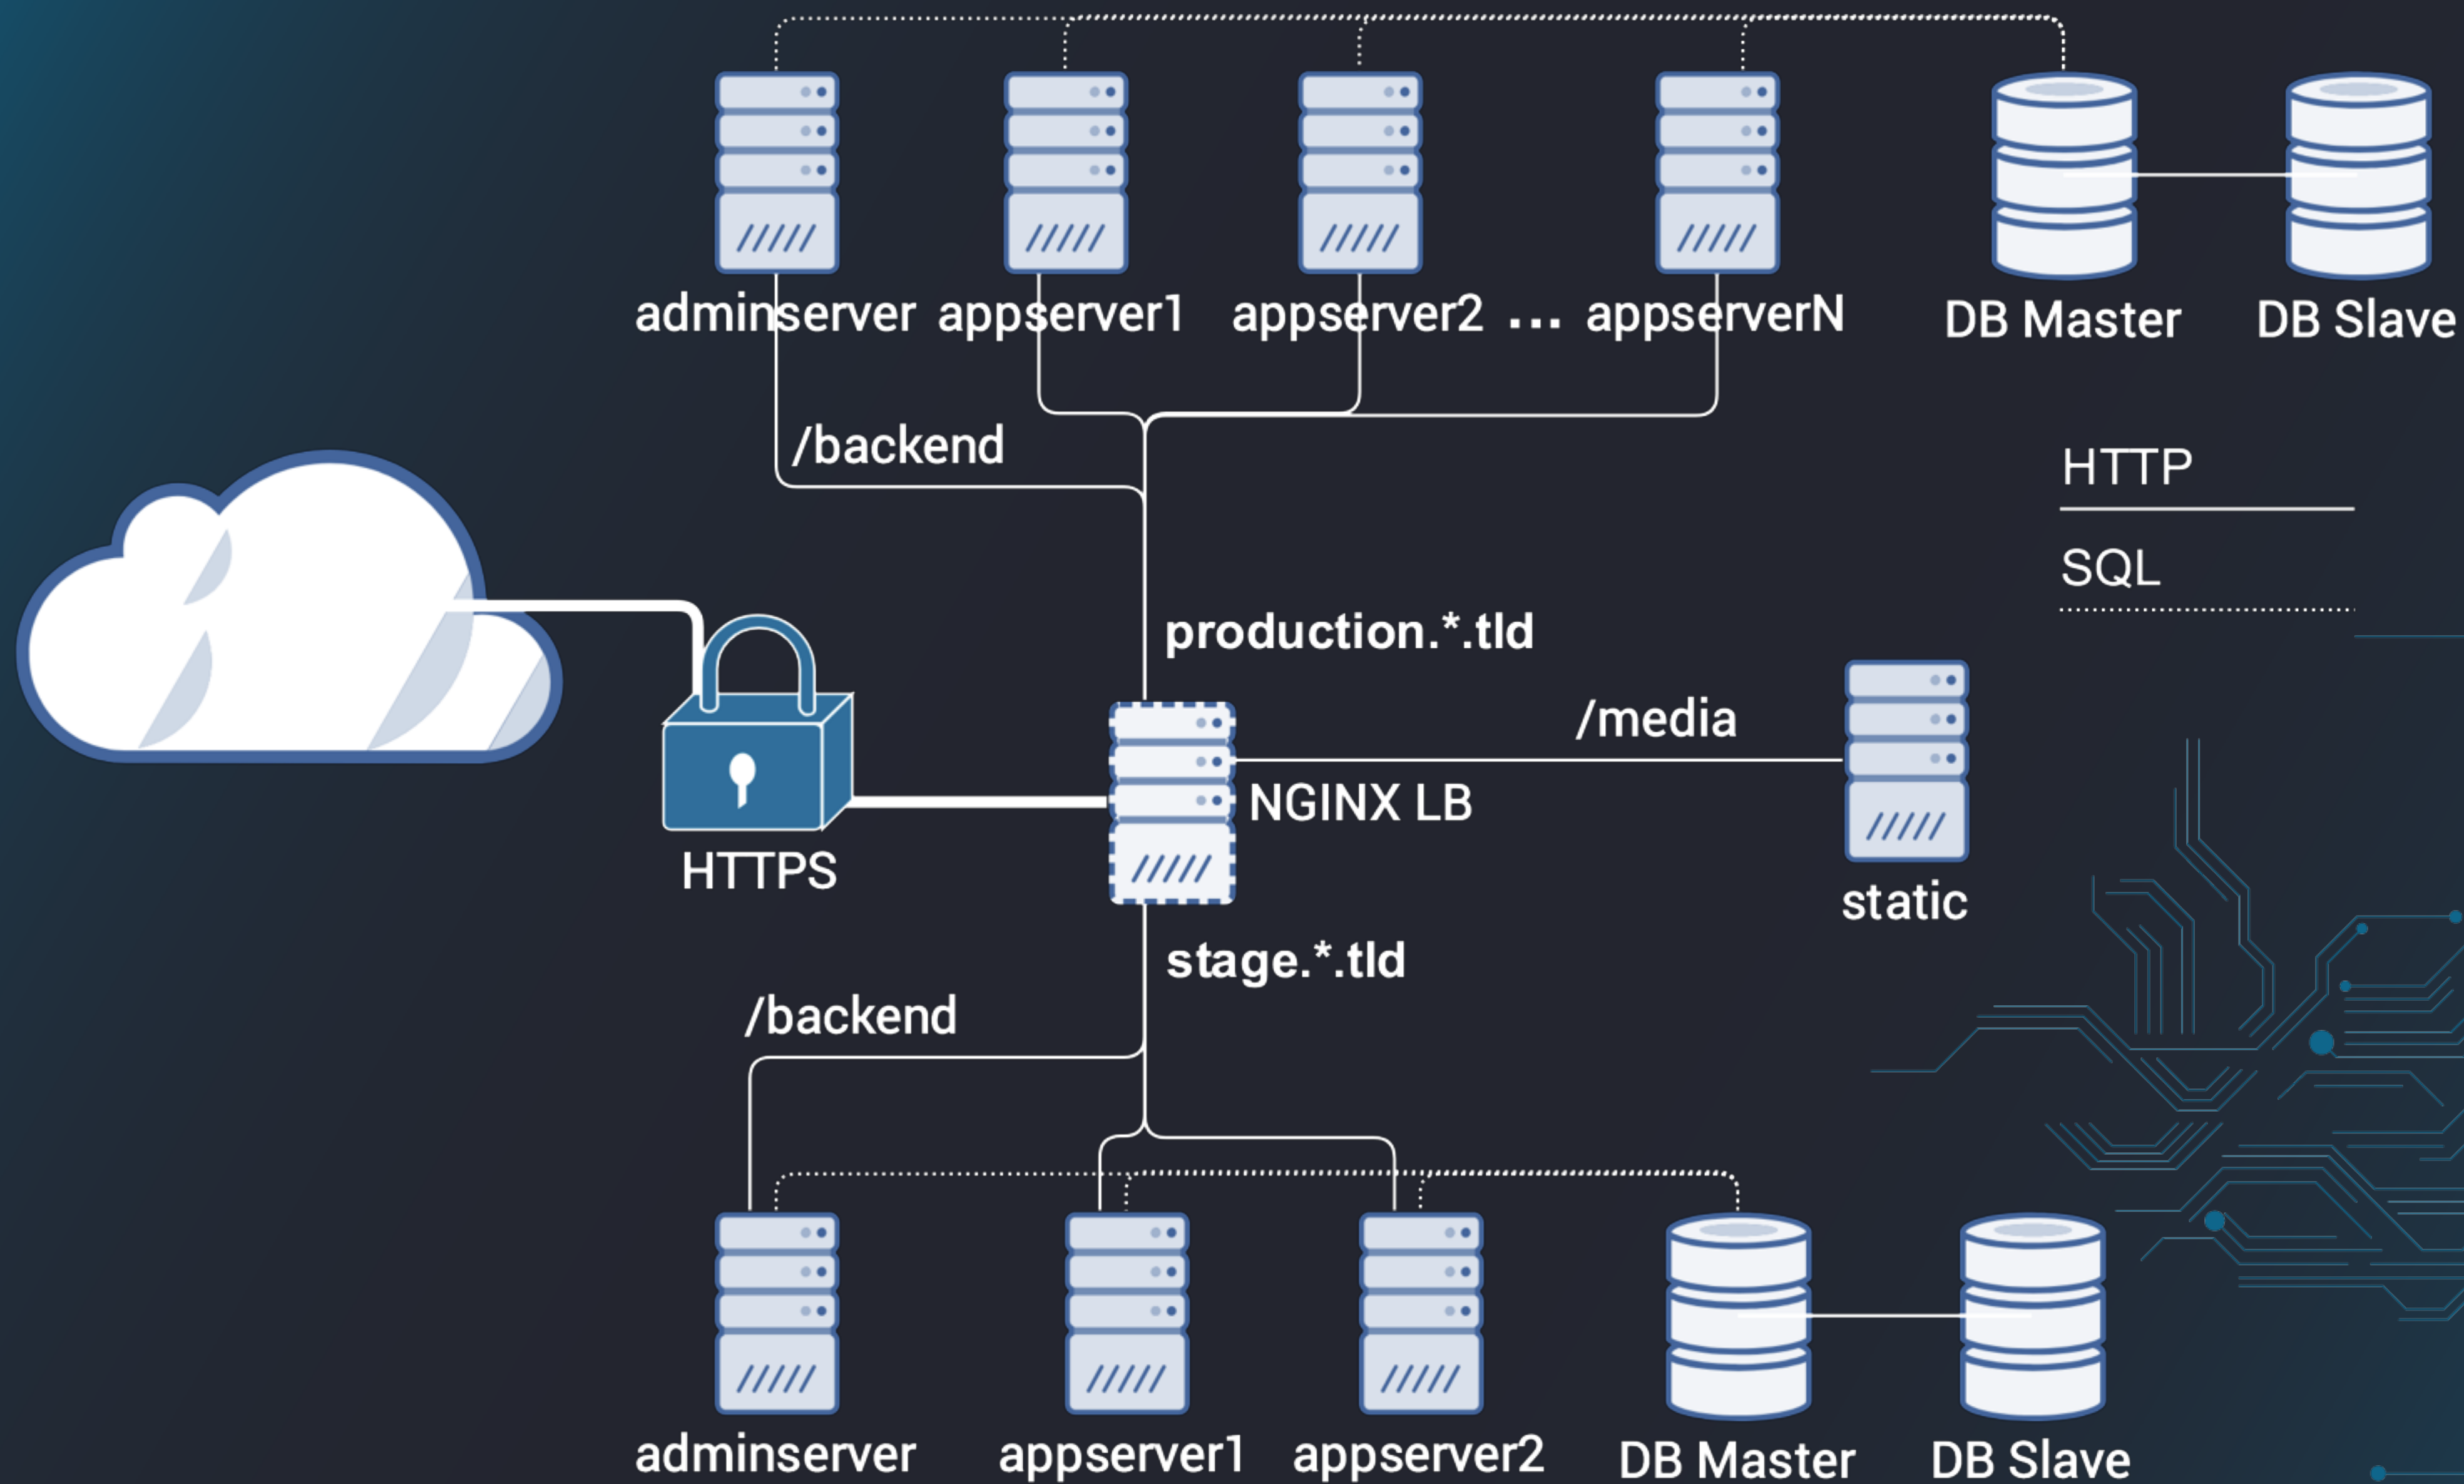 adminserver
appserver1
appserver2
...
appserverN
DB Master
DB Slave
/backend
HTTP
SQL
production.*.tld
/media
NGINX LB
HTTPS
static
stage.*.tld
/backend
adminserver
appserver1
appserver2
DB Master
DB Slave